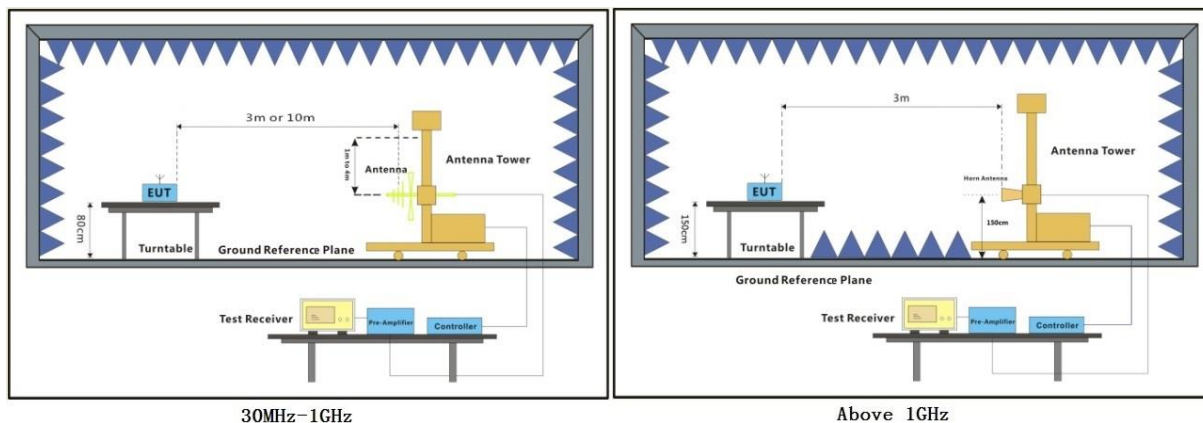 3m or 10m
1m to 4m
Antenna
Antenna Tower
EUT
80cm
Turntable
Ground Reference Plane
Test Receiver
Pre-Amplifier
Controller
30MHz-1GHz
3m
Antenna Tower
Horn Antenna
EUT
150cm
150cm
Turntable
Ground Reference Plane
Test Receiver
Pre-Amplifier
Controller
Above 1GHz